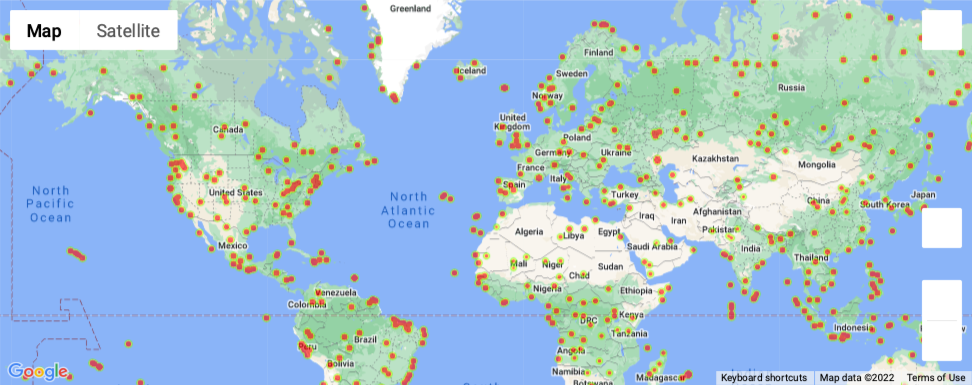 Greenland
Map
Satellite
Iceland
Finland
Sweden
Norway
Russia
United
Kingdom
Canada
Poland
Germany
Ukraine
Kazakhstan
Mongolia
France
Italy
Spain
North
Pacific
Ocean
United States
North
Atlantic
Ocean
Turkey
China
Japan
South Korea
Iraq
Iran
Afghanistan
Pakistan
Algeria
Libya
Egypt
Saudi Arabia
India
Mexico
Mali
Niger
Chad
Sudan
Thailand
Nigeria
Ethiopia
Venezuela
Colombia
DRC
Kenya
Tanzania
Indonesia
Peru
Brazil
Bolivia
Angola
Namibia
Botswana
Madagascar
Google
Keyboard shortcuts
Map data ©2022
Terms of Use